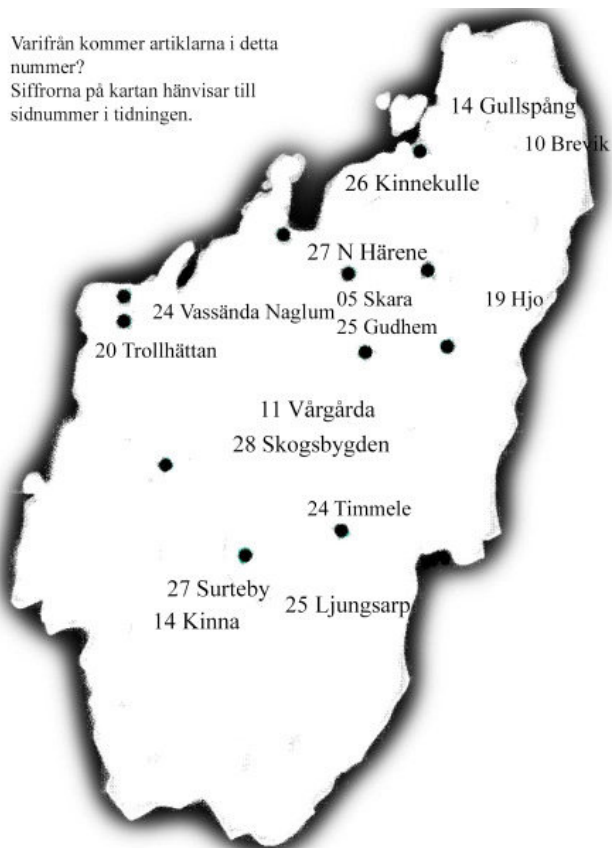 Varifrån kommer artiklarna i detta
nummer?
Siffrorna på kartan hänvisar till
sidnummer i tidningen.
14 Gullspång
10 Brevik
26 Kinnekulle
27 N Härene
05 Skara
19 Hjo
24 Vassända Naglum
25 Gudhem
20 Trollhättan
11 Vårgårda
28 Skogsbygden
24 Timmele
27 Surteby
25 Ljungsarp
14 Kinna